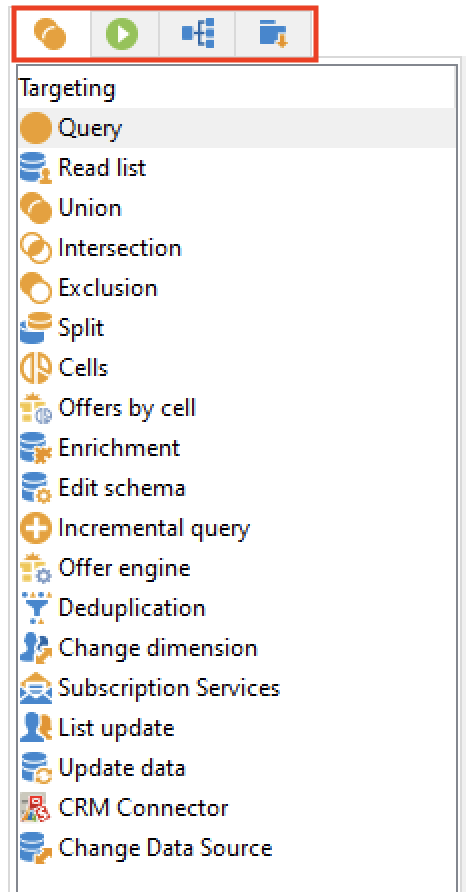 Targeting
Query
Read list
Union
Intersection
Exclusion
Split
Cells
Offers by cell
Enrichment
Edit schema
Incremental query
Offer engine
Deduplication
Change dimension
Subscription Services
List update
Update data
CRM Connector
Change Data Source